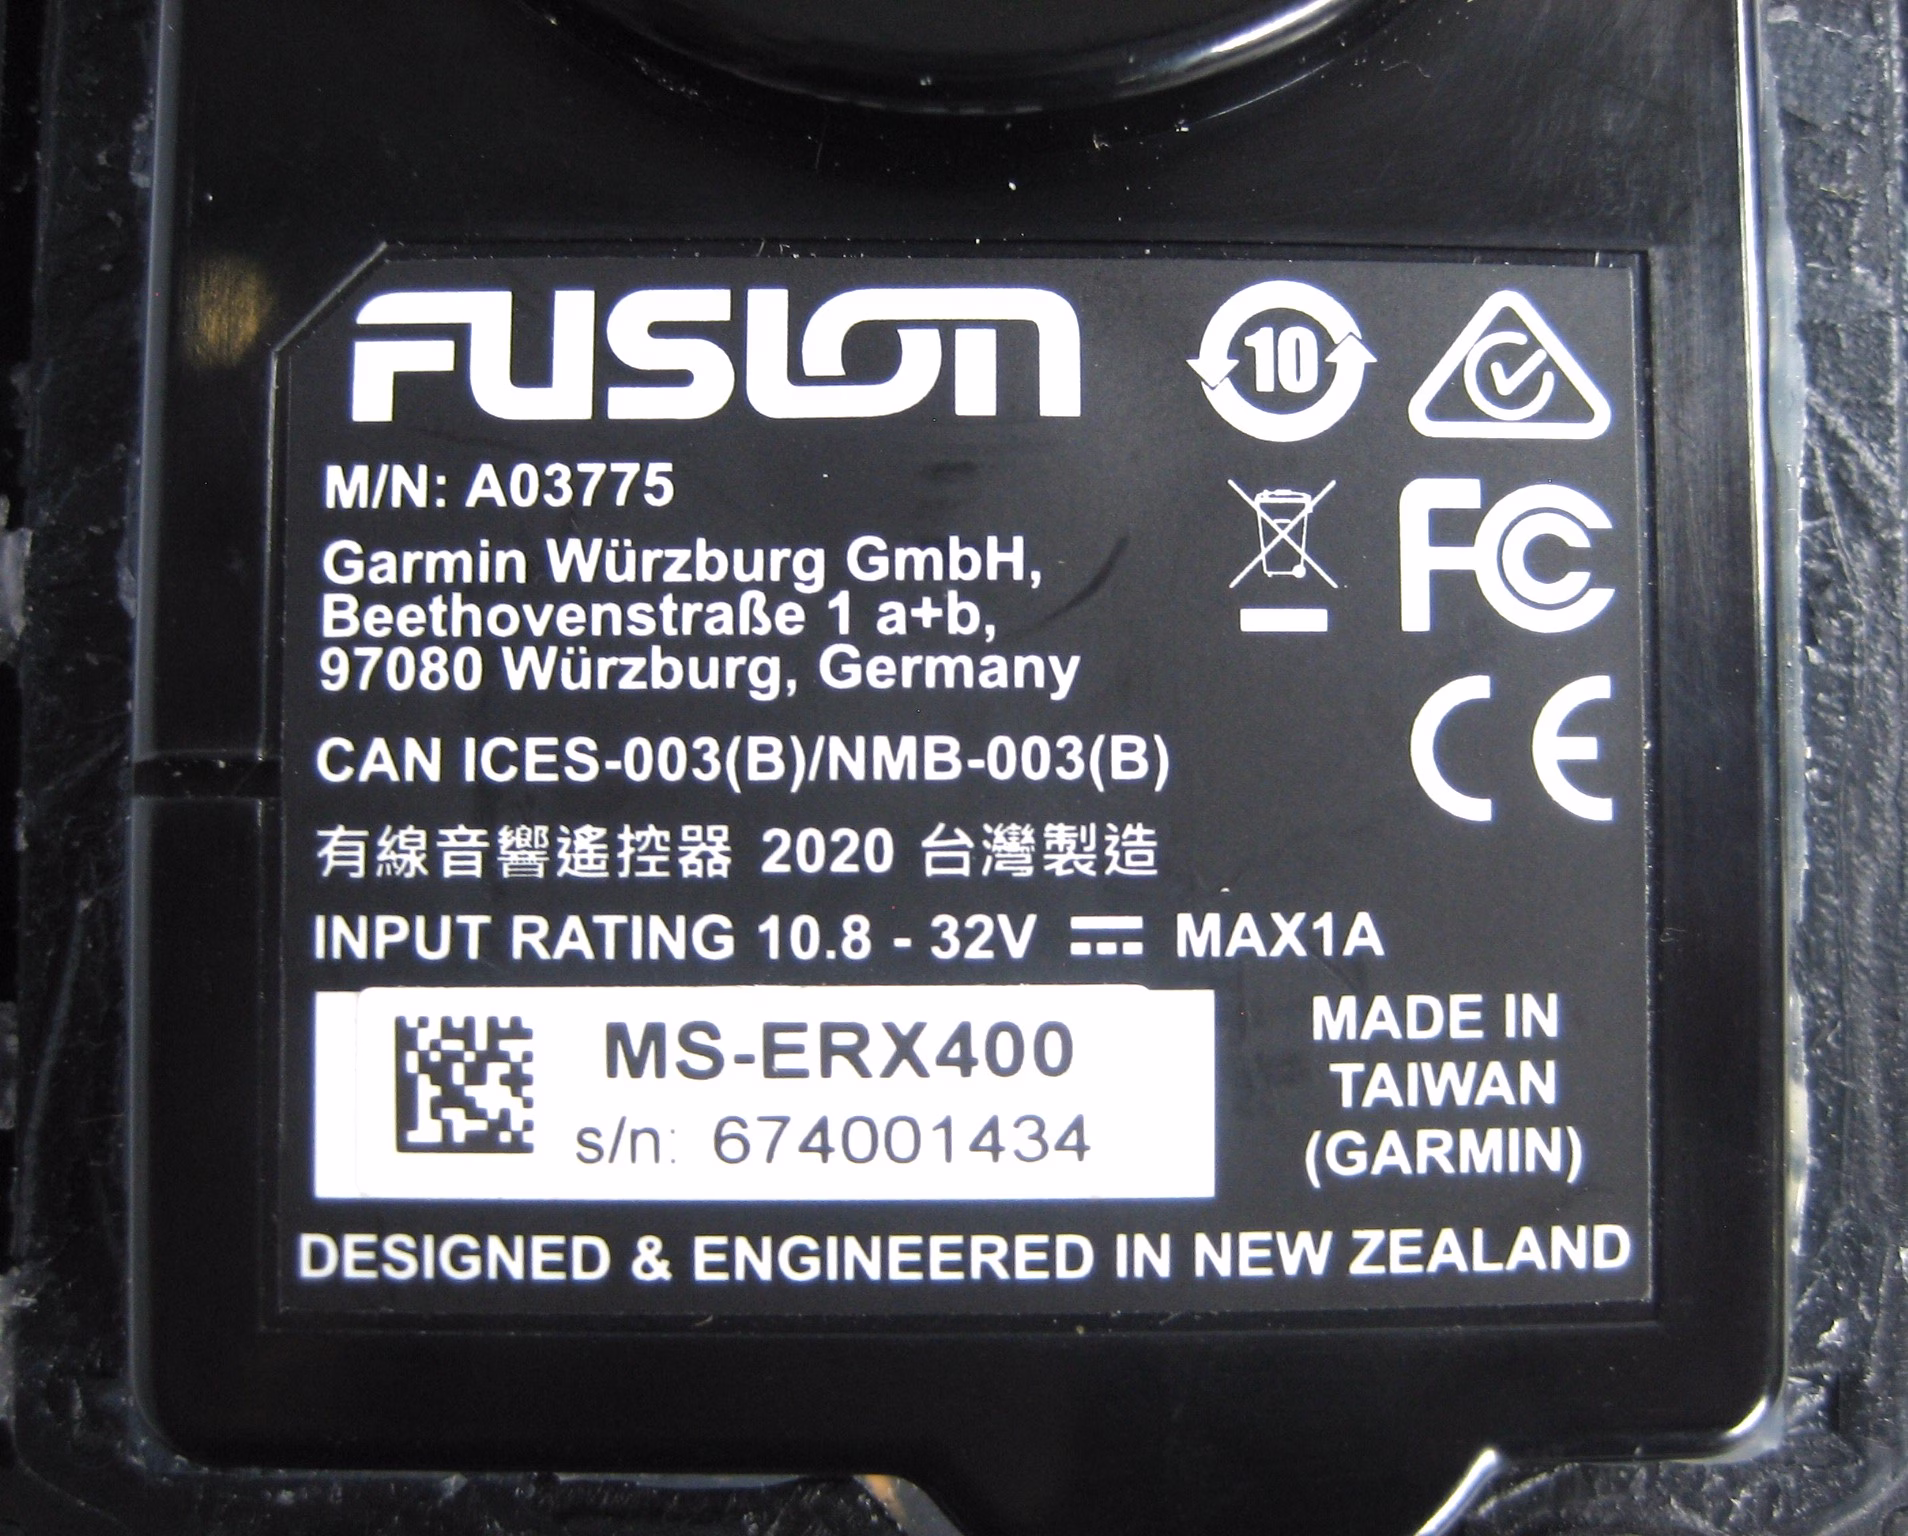 FUSION
10
M/N: A03775
FC
Garmin Würzburg GmbH,
Beethovenstraße 1 a+b,
97080 Würzburg, Germany
CE
CAN ICES-003(B)/NMB-003(B)
有線音響遙控器 2020 台灣製造
INPUT RATING 10.8 - 32V ⎓ MAX1A
MS-ERX400
s/n: 674001434
MADE IN
TAIWAN
(GARMIN)
DESIGNED & ENGINEERED IN NEW ZEALAND